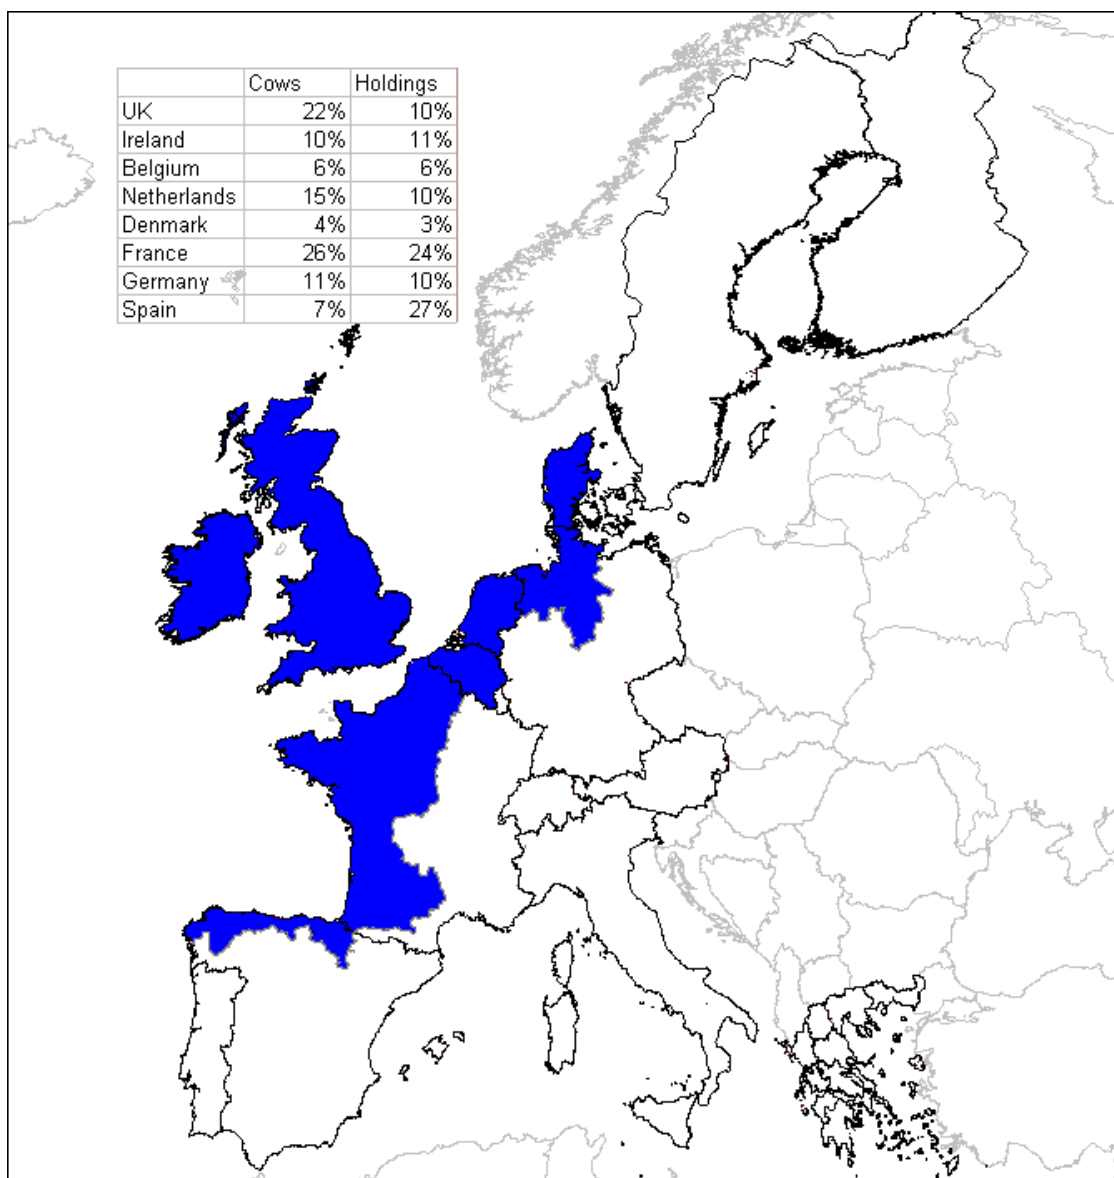 Cows Holdings
UK 22% 10%
Ireland 10% 11%
Belgium 6% 6%
Netherlands 15% 10%
Denmark 4% 3%
France 26% 24%
Germany 11% 10%
Spain 7% 27%